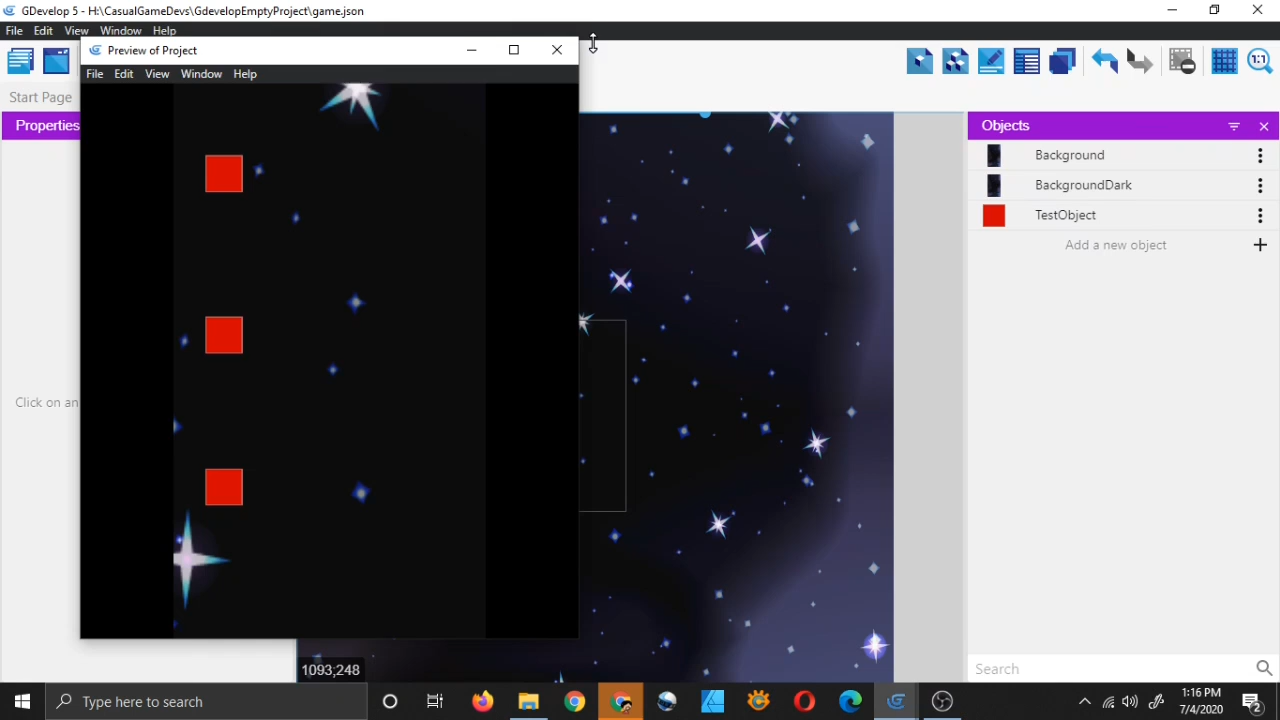 GDevelop 5 - H:\CasualGameDevs\GdevelopEmptyProject\game.json
File Edit View Window Help
Preview of Project
File Edit View Window Help
1:1
Start Page
Properties
Objects
Background
BackgroundDark
TestObject
Add a new object
Click on an
1093;248
Search
Type here to search
1:16 PM
7/4/2020
2